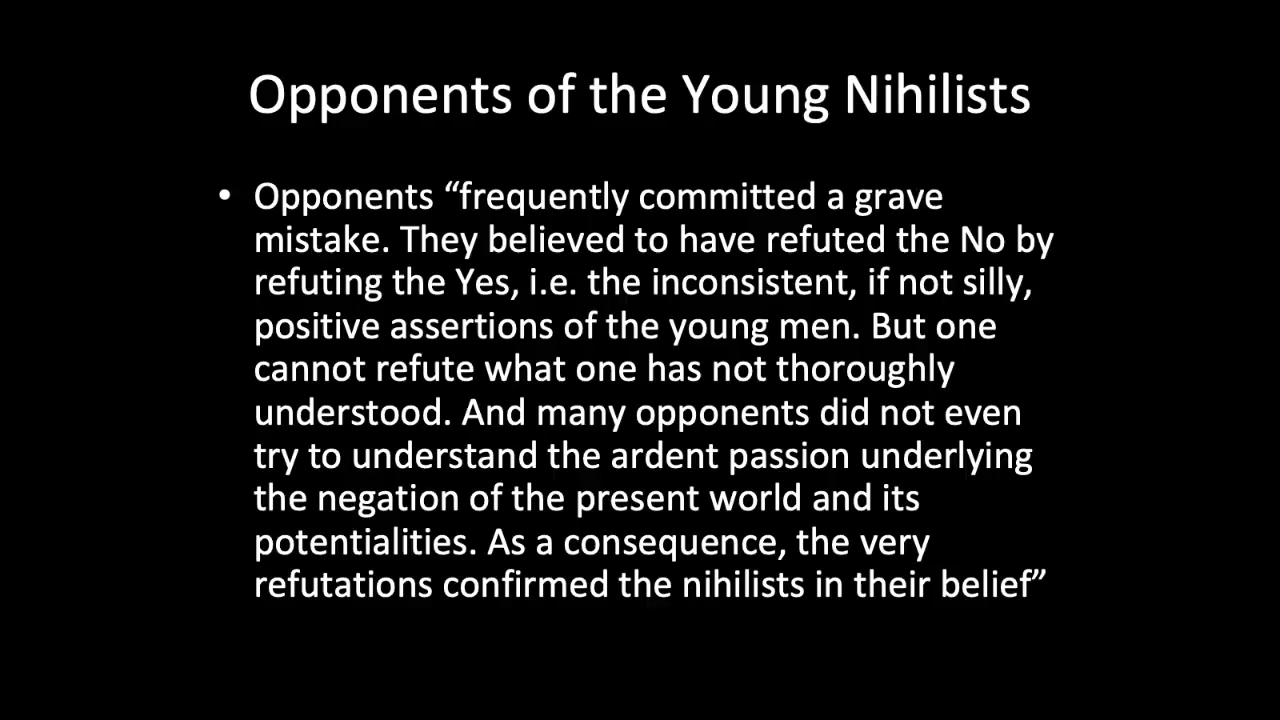 Opponents of the Young Nihilists
• Opponents “frequently committed a grave
mistake. They believed to have refuted the No by
refuting the Yes, i.e. the inconsistent, if not silly,
positive assertions of the young men. But one
cannot refute what one has not thoroughly
understood. And many opponents did not even
try to understand the ardent passion underlying
the negation of the present world and its
potentialities. As a consequence, the very
refutations confirmed the nihilists in their belief”